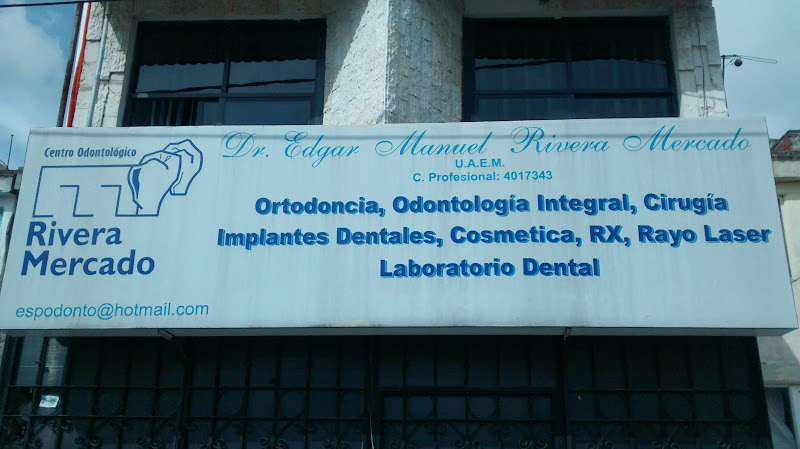 Centro Odontológico
Rivera
Mercado
espodonto@hotmail.com
Dr. Edgar Manuel Rivera Mercado
U.A.E.M.
C. Profesional: 4017343
Ortodoncia, Odontología Integral, Cirugía
Implantes Dentales, Cosmetica, RX, Rayo Laser
Laboratorio Dental